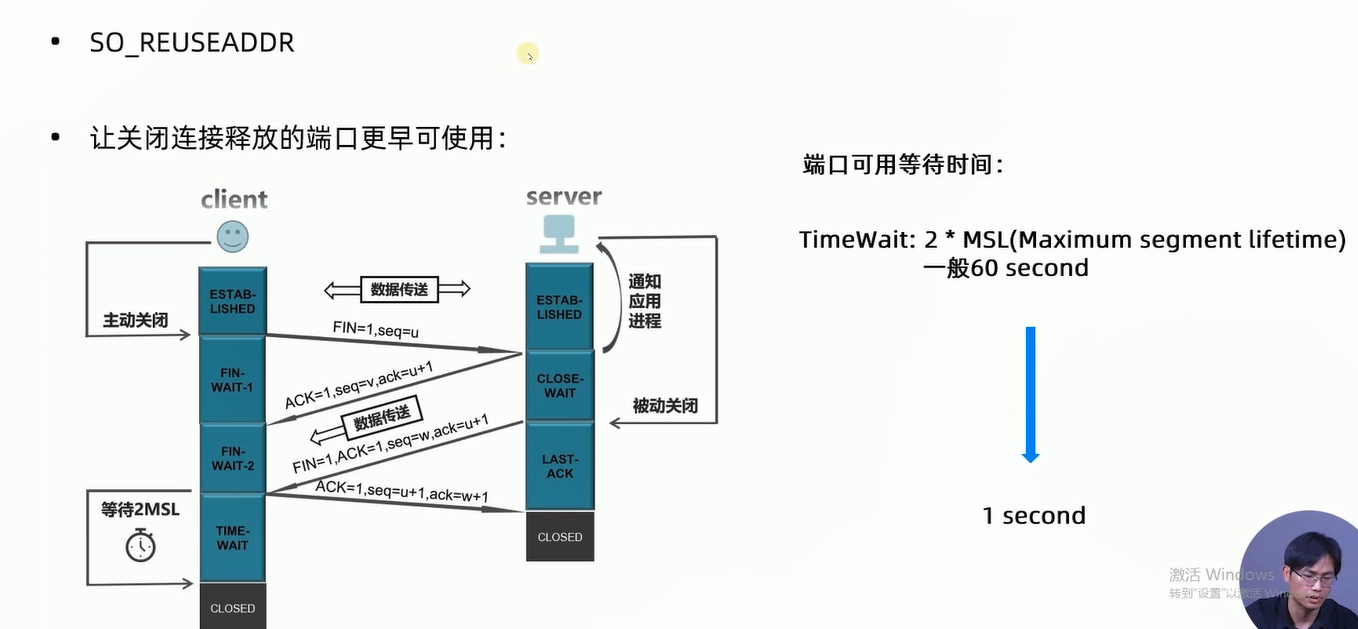 SO_REUSEADDR
让关闭连接释放的端口更早可使用：
端口可用等待时间：
TimeWait: 2 * MSL(Maximum segment lifetime)
一般60 second
1 second
client
server
ESTAB-
LISHED
数据传送
ESTAB-
LISHED
通知
应用
进程
主动关闭
FIN=1,seq=u
FIN-
WAIT-1
ACK=1,seq=v,ack=u+1
CLOSE-
WAIT
数据传送
被动关闭
FIN-
WAIT-2
FIN=1,ACK=1,seq=w,ack=u+1
LAST-
ACK
ACK=1,seq=u+1,ack=w+1
等待2MSL
TIME-
WAIT
CLOSED
CLOSED
激活 Windows
转到"设置"以激活 Win